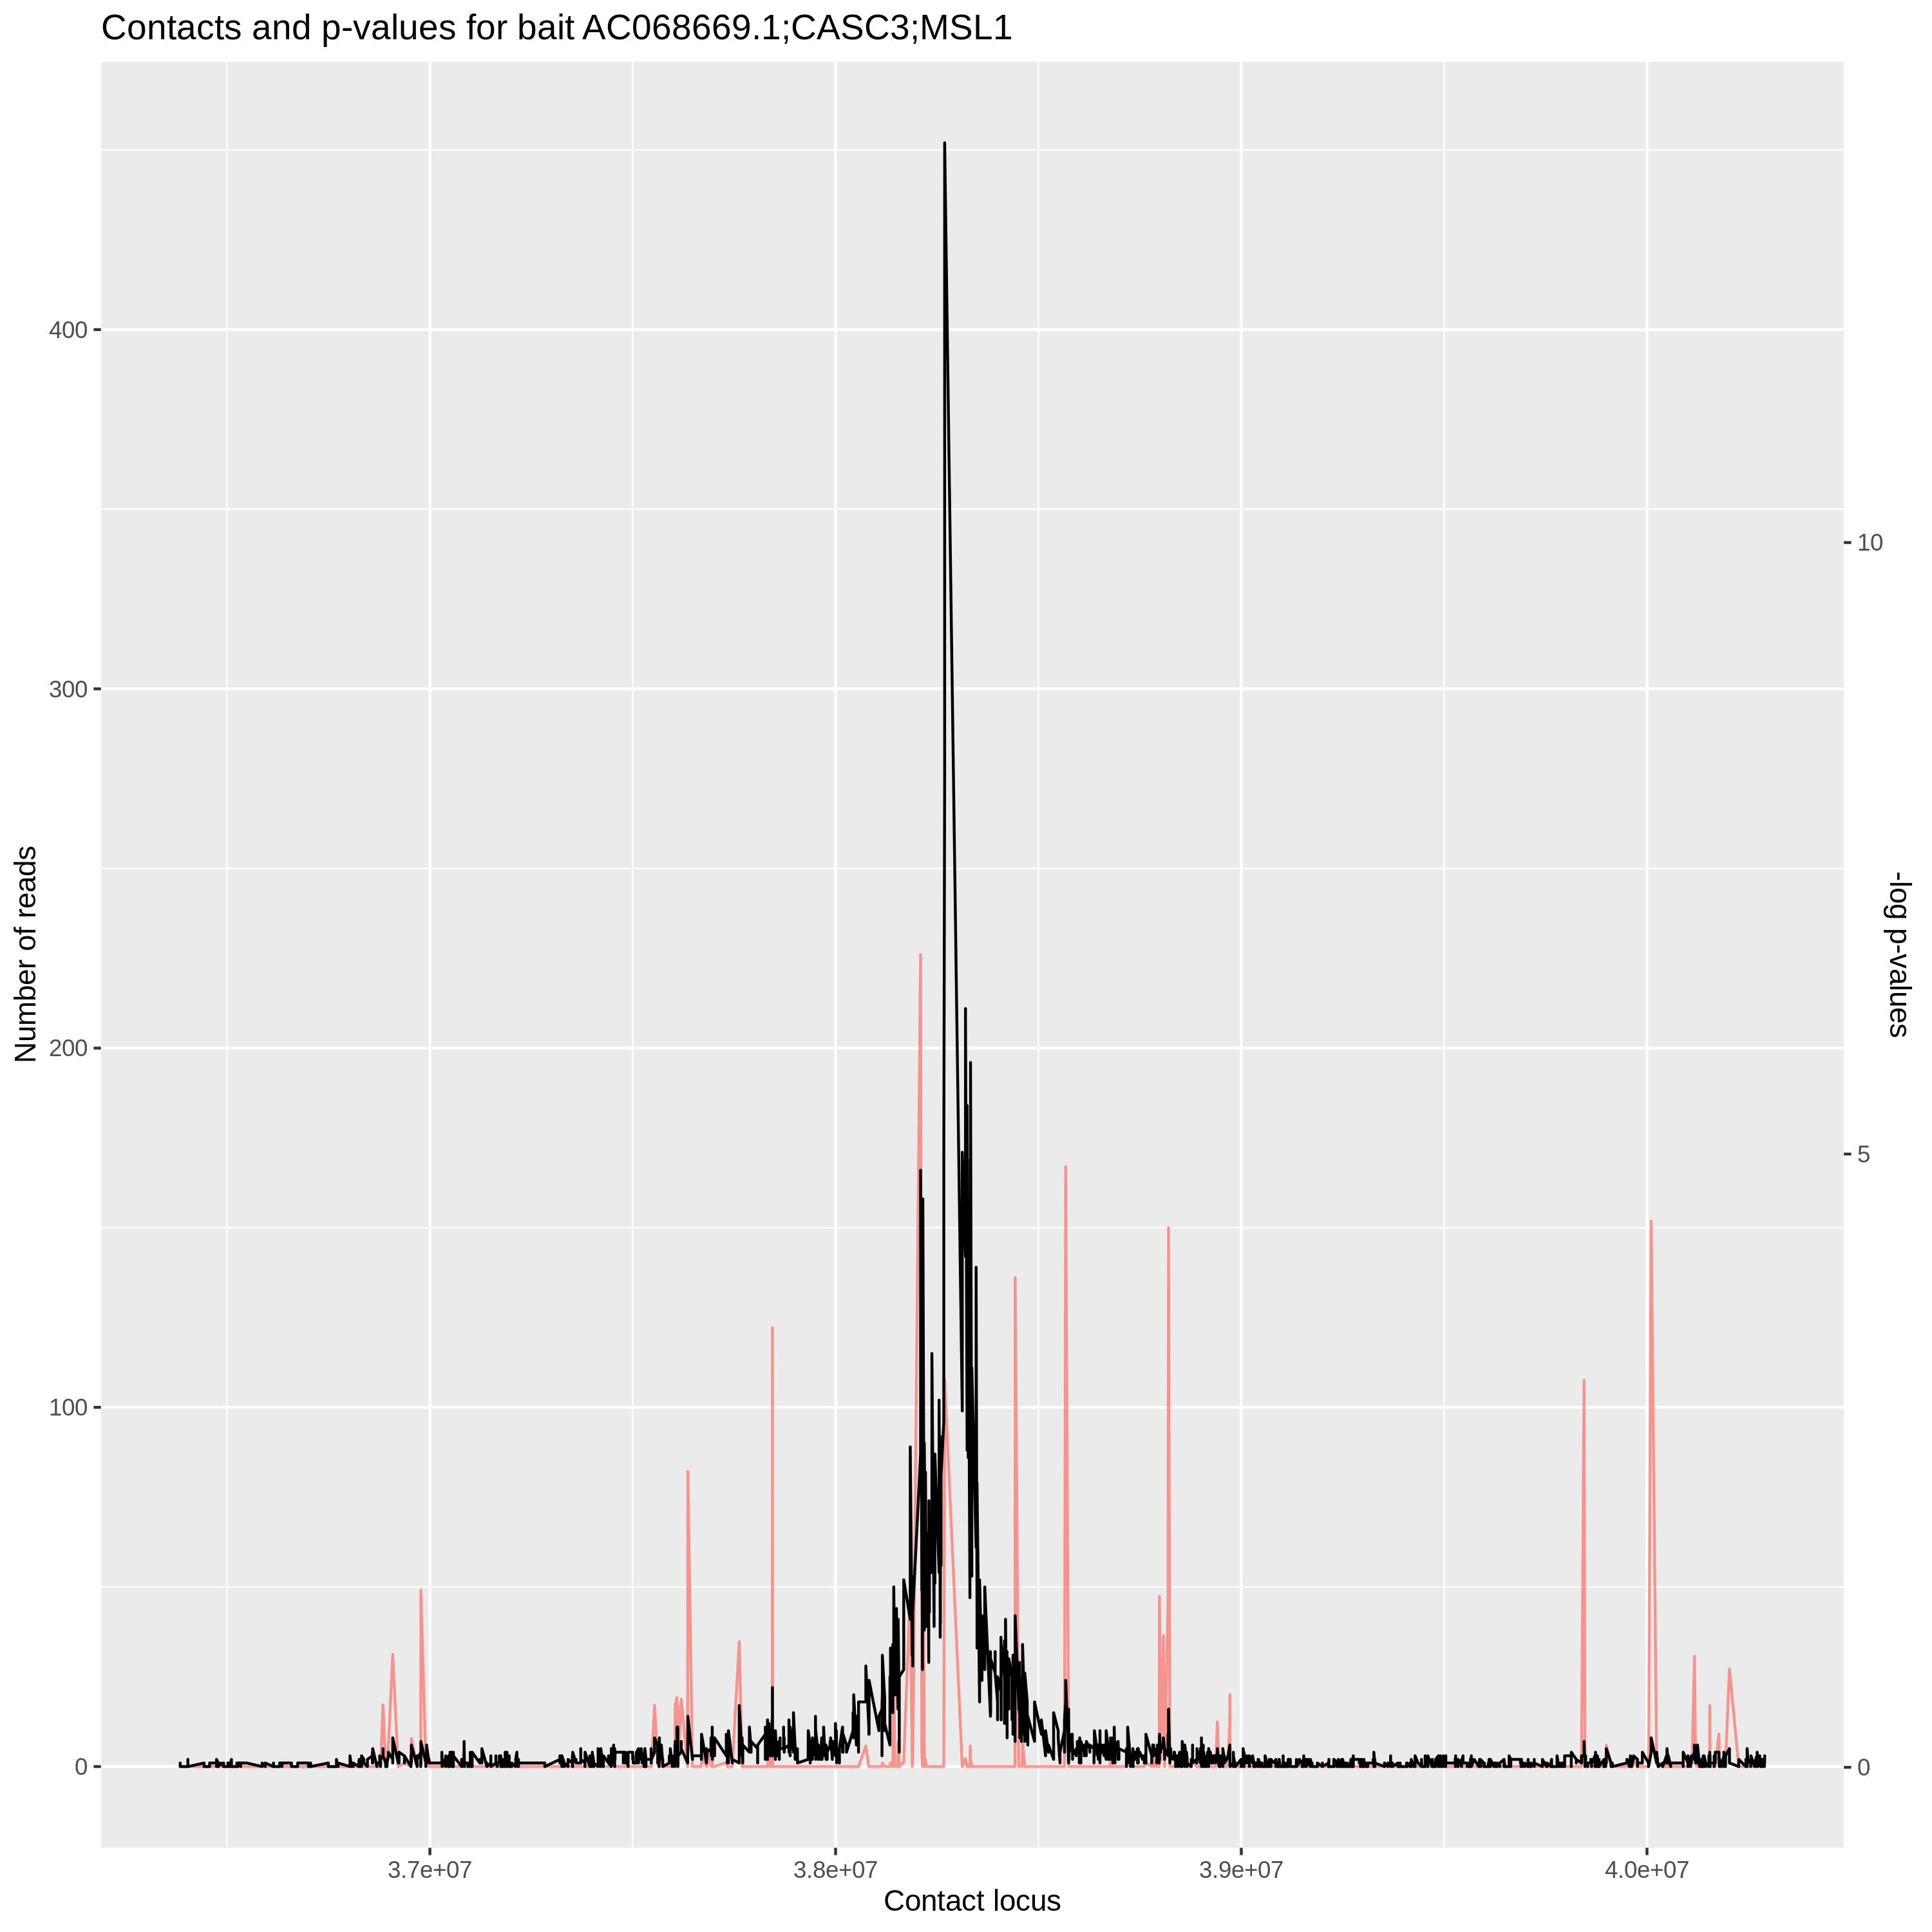 Contacts and p-values for bait AC068669.1;CASC3;MSL1
400
300
200
100
0
Number of reads
10
5
0
-log p-values
3.7e+07
3.8e+07
3.9e+07
4.0e+07
Contact locus